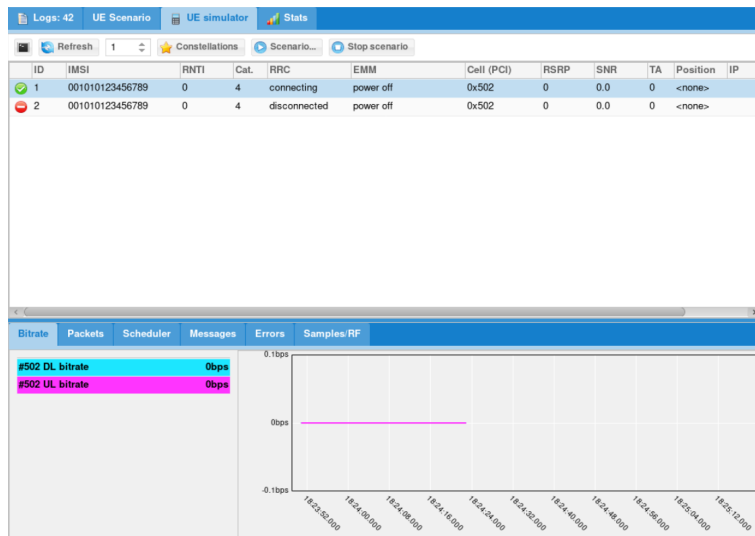 Logs: 42 UE Scenario UE simulator Stats
Refresh 1 Constellations Scenario... Stop scenario
ID IMSI RNTI Cat. RRC EMM Cell (PCI) RSRP SNR TA Position IP
1 001010123456789 0 4 connecting power off 0x502 0 0.0 0 <none>
2 001010123456789 0 4 disconnected power off 0x502 0 0.0 0 <none>
Bitrate Packets Scheduler Messages Errors Samples/RF
#502 DL bitrate 0bps
#502 UL bitrate 0bps
0.1bps
0bps
-0.1bps
18:23:52.000 18:24:00.000 18:24:08.000 18:24:16.000 18:24:24.000 18:24:32.000 18:24:40.000 18:24:48.000 18:24:56.000 18:25:04.000 18:25:12.000